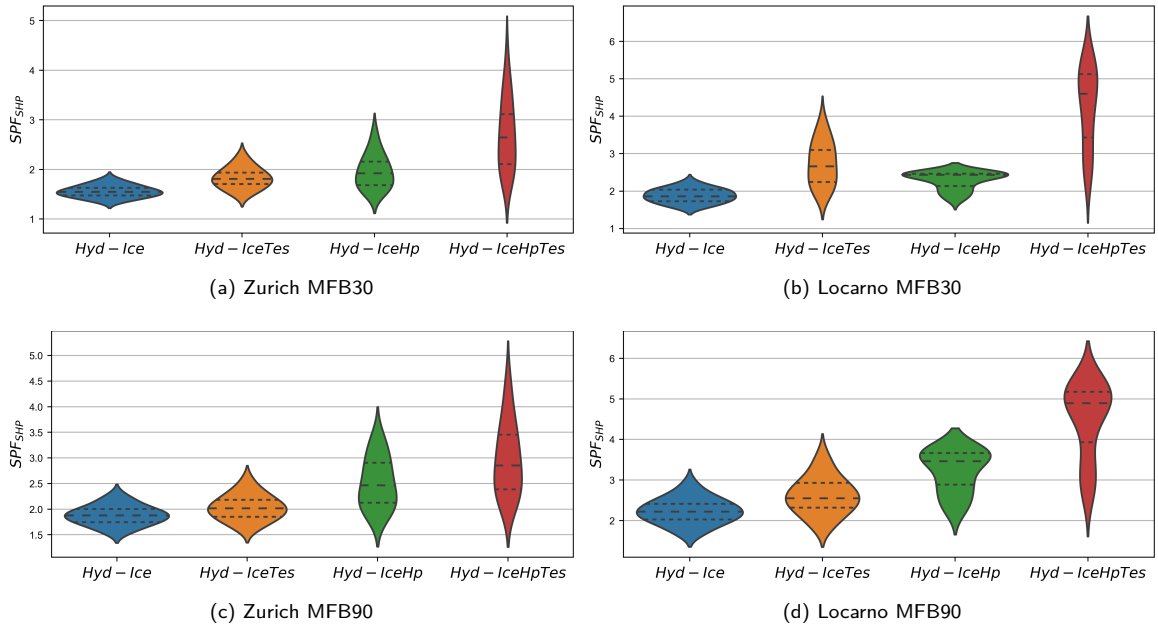 5
4
3
2
1
SPF_SHP
Hyd − Ice
Hyd − IceTes
Hyd − IceHp
Hyd − IceHpTes
(a) Zurich MFB30
6
5
4
3
2
1
SPF_SHP
Hyd − Ice
Hyd − IceTes
Hyd − IceHp
Hyd − IceHpTes
(b) Locarno MFB30
5.0
4.5
4.0
3.5
3.0
2.5
2.0
1.5
SPF_SHP
Hyd − Ice
Hyd − IceTes
Hyd − IceHp
Hyd − IceHpTes
(c) Zurich MFB90
6
5
4
3
2
SPF_SHP
Hyd − Ice
Hyd − IceTes
Hyd − IceHp
Hyd − IceHpTes
(d) Locarno MFB90